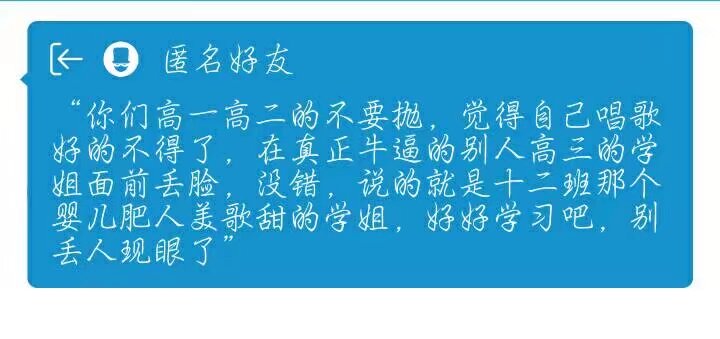 匿名好友
“你们高一高二的不要抛，觉得自己唱歌
好的不得了，在真正牛逼的别人高三的学
姐面前丢脸，没错，说的就是十二班那个
婴儿肥人美歌甜的学姐，好好学习吧，别
丢人现眼了”